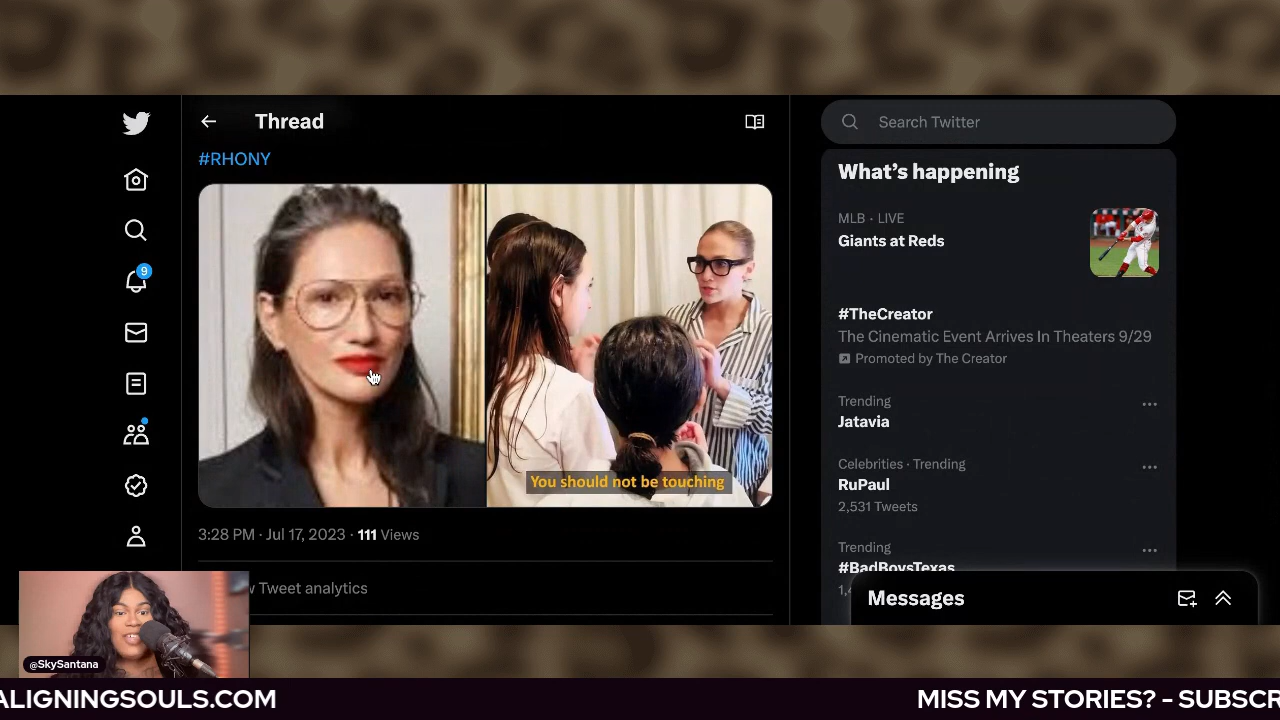 Thread
#RHONY
9
You should not be touching
3:28 PM · Jul 17, 2023 · 111 Views
Tweet analytics
Search Twitter
What's happening
MLB · LIVE
Giants at Reds
#TheCreator
The Cinematic Event Arrives In Theaters 9/29
Promoted by The Creator
Trending
Jatavia
Celebrities · Trending
RuPaul
2,531 Tweets
Trending
#BadBoysTexas
Messages
@SkySantana
ALIGNINGSOULS.COM
MISS MY STORIES? - SUBSCR